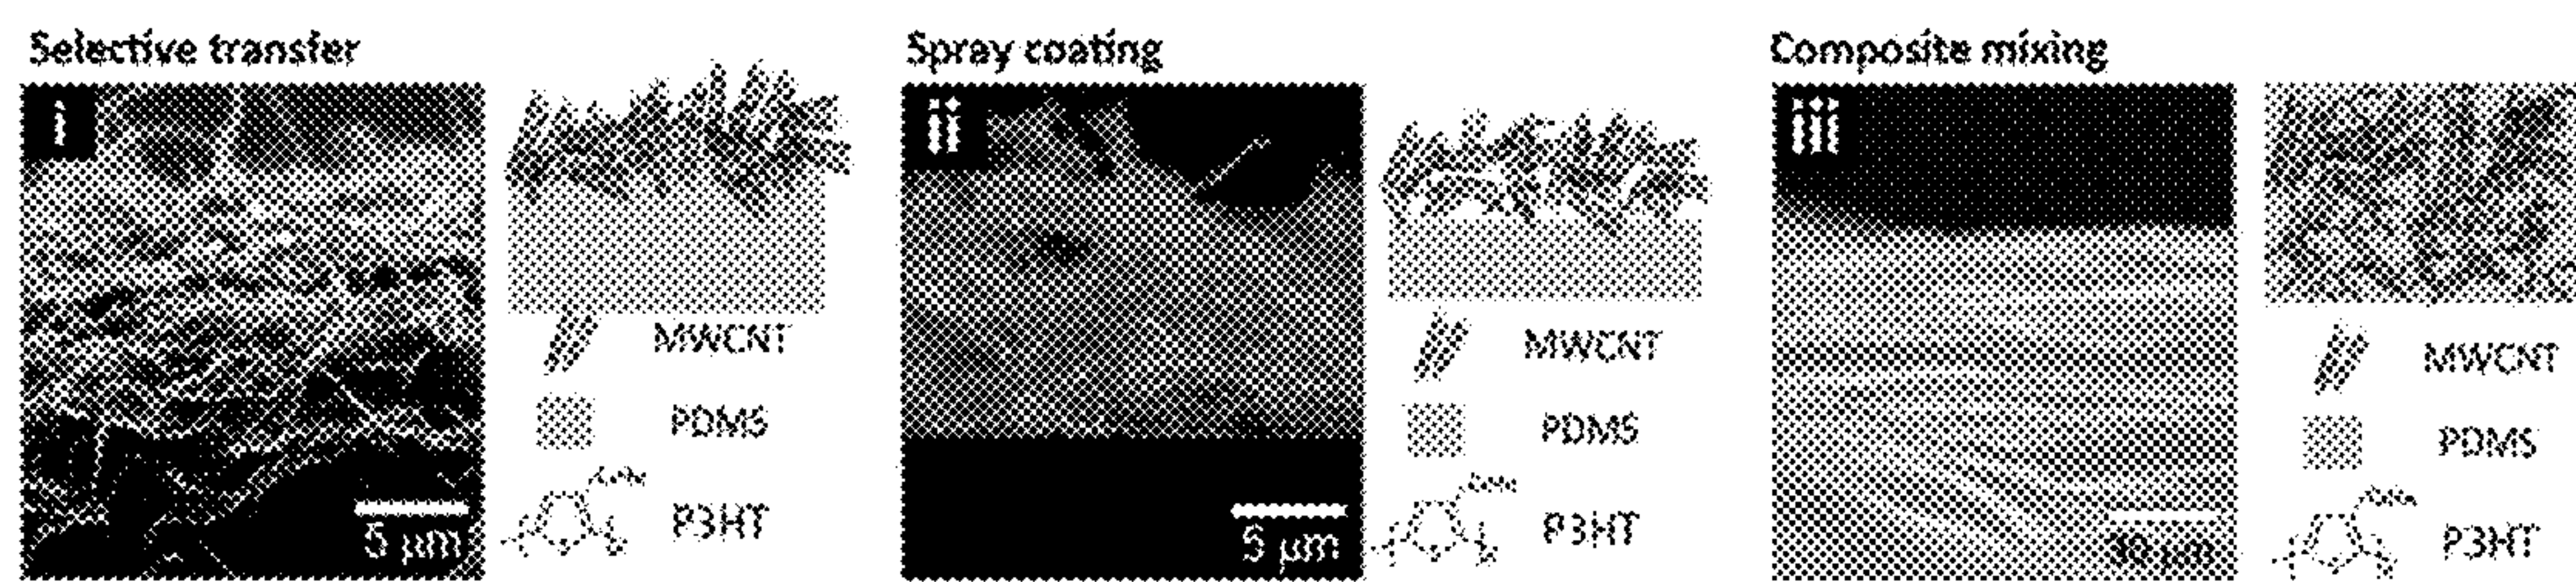 Selective transfer
i
MWCNT
PDMS
P3HT
5 μm
Spray coating
ii
MWCNT
PDMS
P3HT
5 μm
Composite mixing
iii
MWCNT
PDMS
P3HT
μm